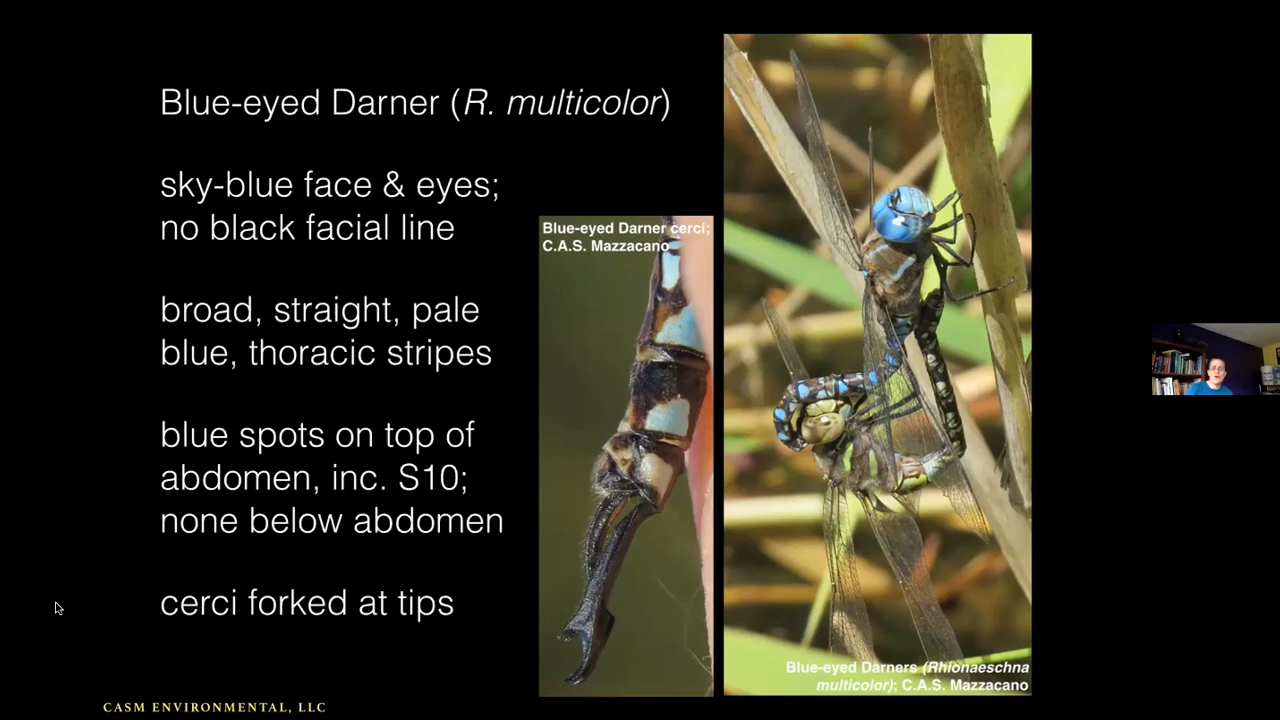 Blue-eyed Darner (R. multicolor)
sky-blue face & eyes;
no black facial line
broad, straight, pale
blue, thoracic stripes
blue spots on top of
abdomen, inc. S10;
none below abdomen
cerci forked at tips
Blue-eyed Darner cerci;
C.A.S. Mazzacano
Blue-eyed Darners (Rhionaeschna
multicolor); C.A.S. Mazzacano
CASM ENVIRONMENTAL, LLC